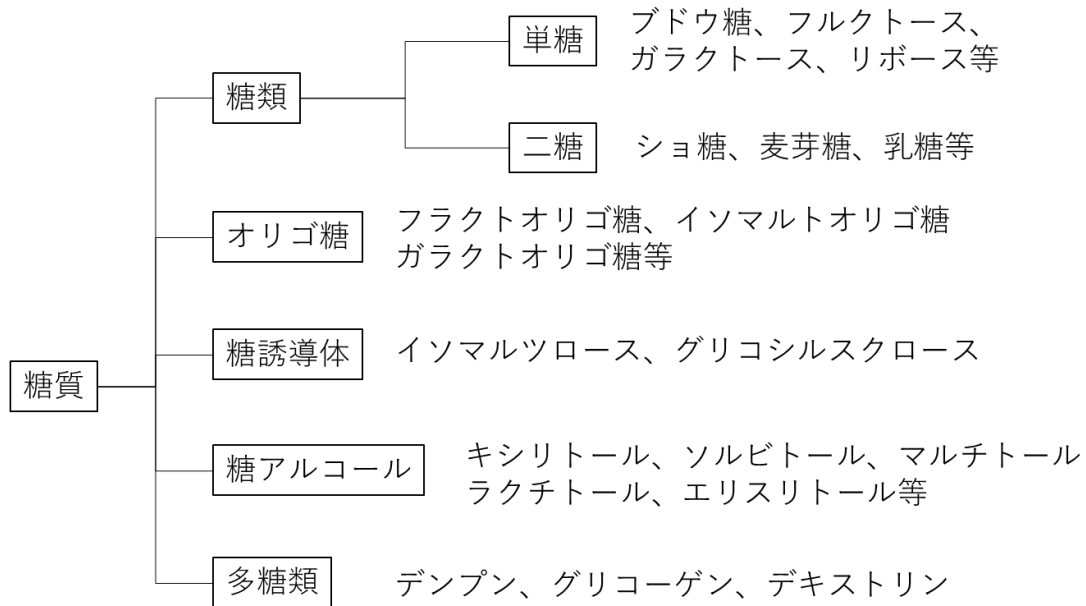 糖質
糖類
単糖
ブドウ糖、フルクトース、
ガラクトース、リボース等
二糖
ショ糖、麦芽糖、乳糖等
オリゴ糖
フラクトオリゴ糖、イソマルトオリゴ糖
ガラクトオリゴ糖等
糖誘導体
イソマルツロース、グリコシルスクロース
糖アルコール
キシリトール、ソルビトール、マルチトール
ラクチトール、エリスリトール等
多糖類
デンプン、グリコーゲン、デキストリン